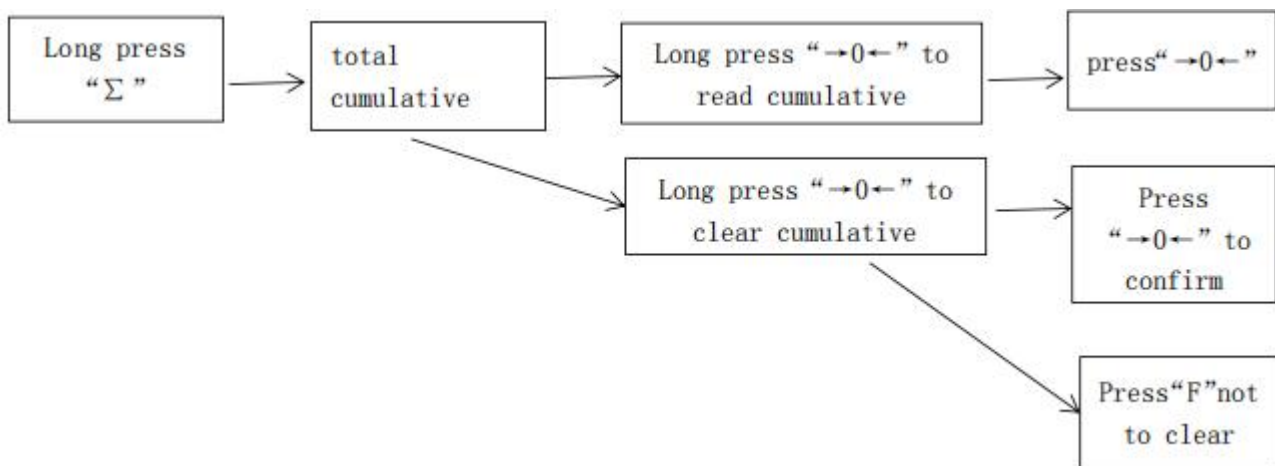 Long press
“∑”
total
cumulative
Long press “→0←” to
read cumulative
press“→0←”
Long press “→0←” to
clear cumulative
Press
“→0←” to
confirm
Press“F”not
to clear